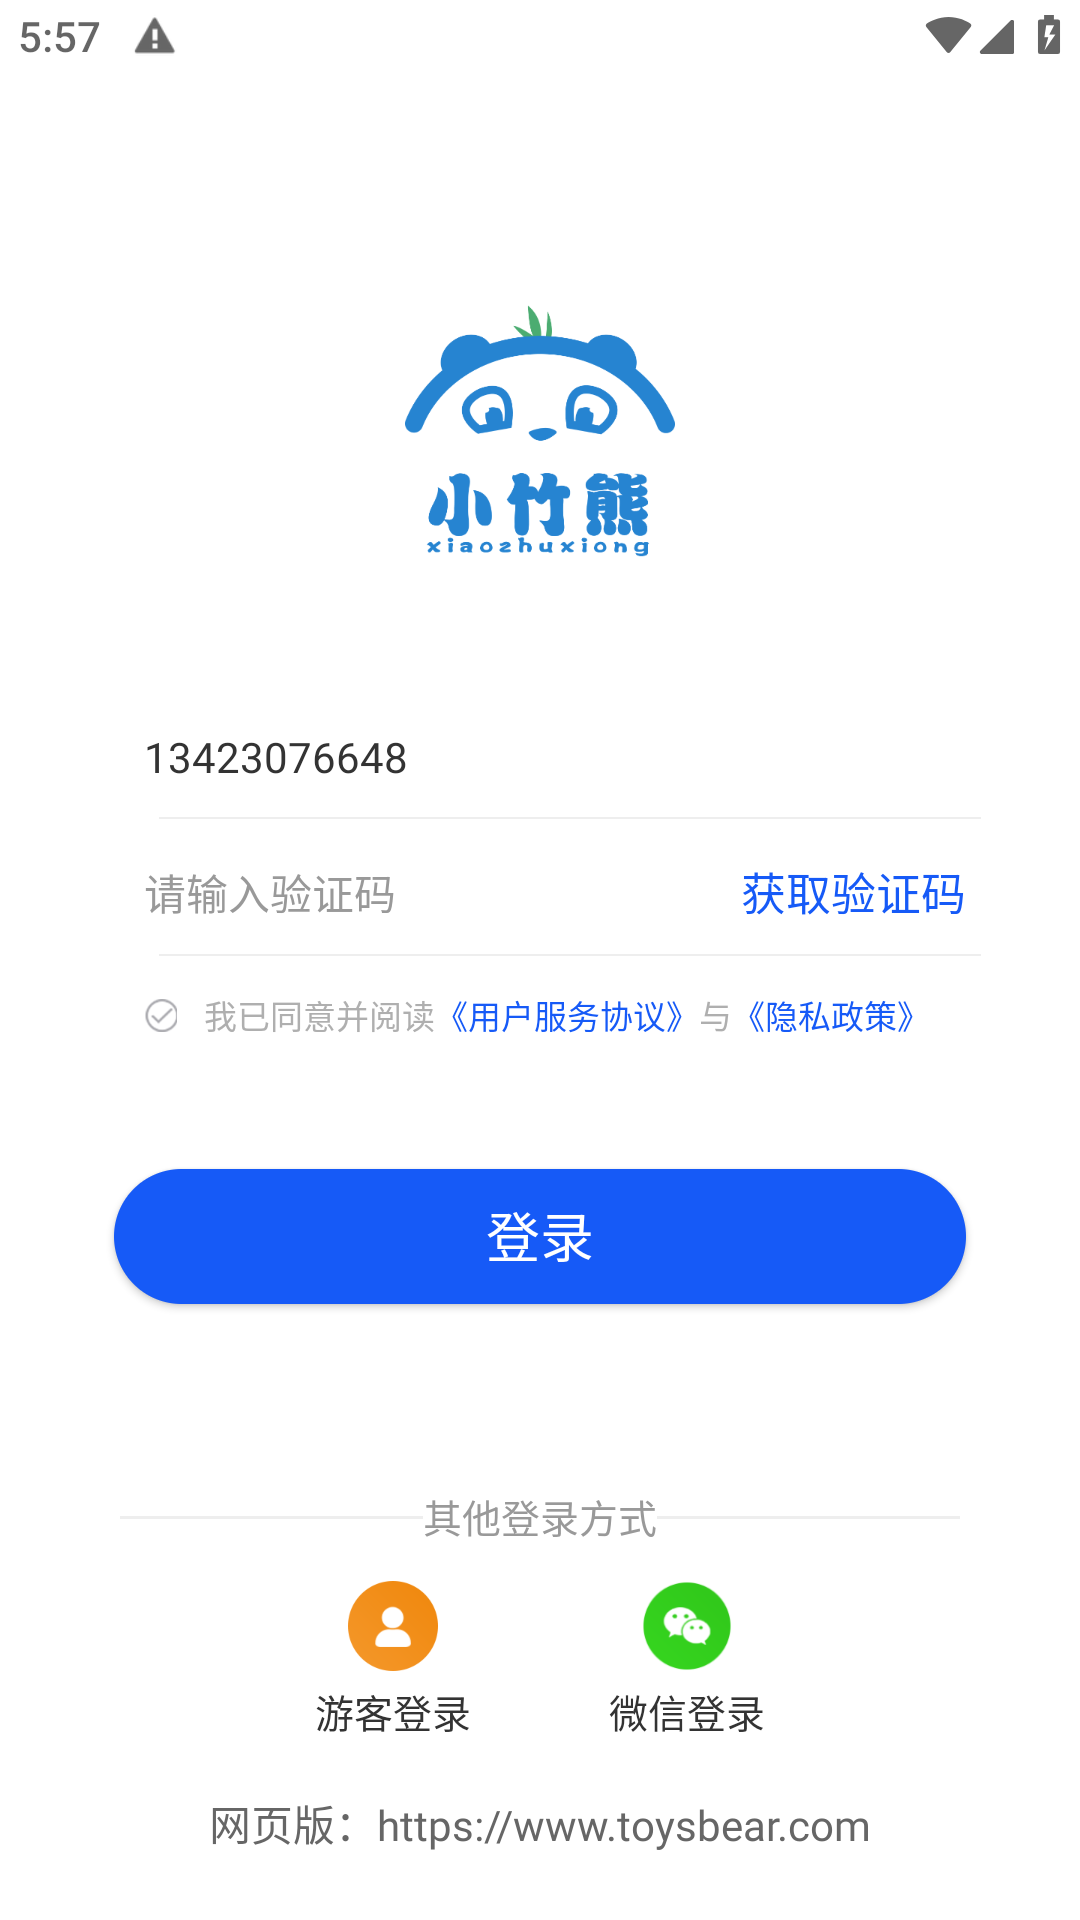 5:57
小竹熊
xiaozhuxiong
13423076648
请输入验证码 获取验证码
我已同意并阅读《用户服务协议》与《隐私政策》
登录
其他登录方式
游客登录 微信登录
网页版：https://www.toysbear.com